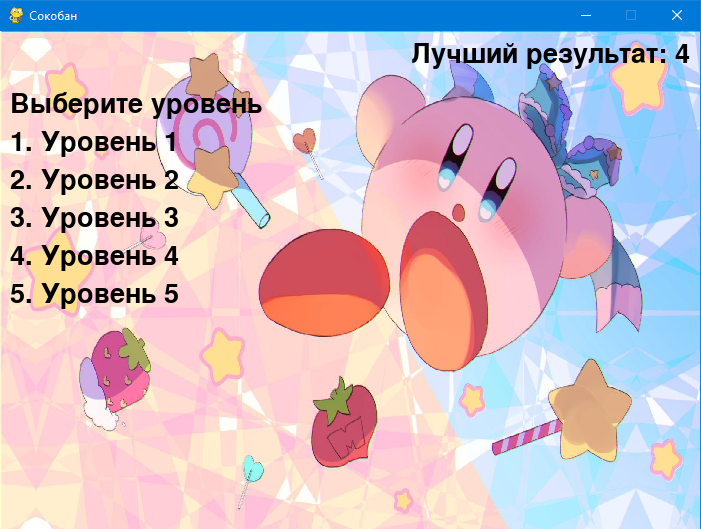 Сокобан
Лучший результат: 4
Выберите уровень
1. Уровень 1
2. Уровень 2
3. Уровень 3
4. Уровень 4
5. Уровень 5
M